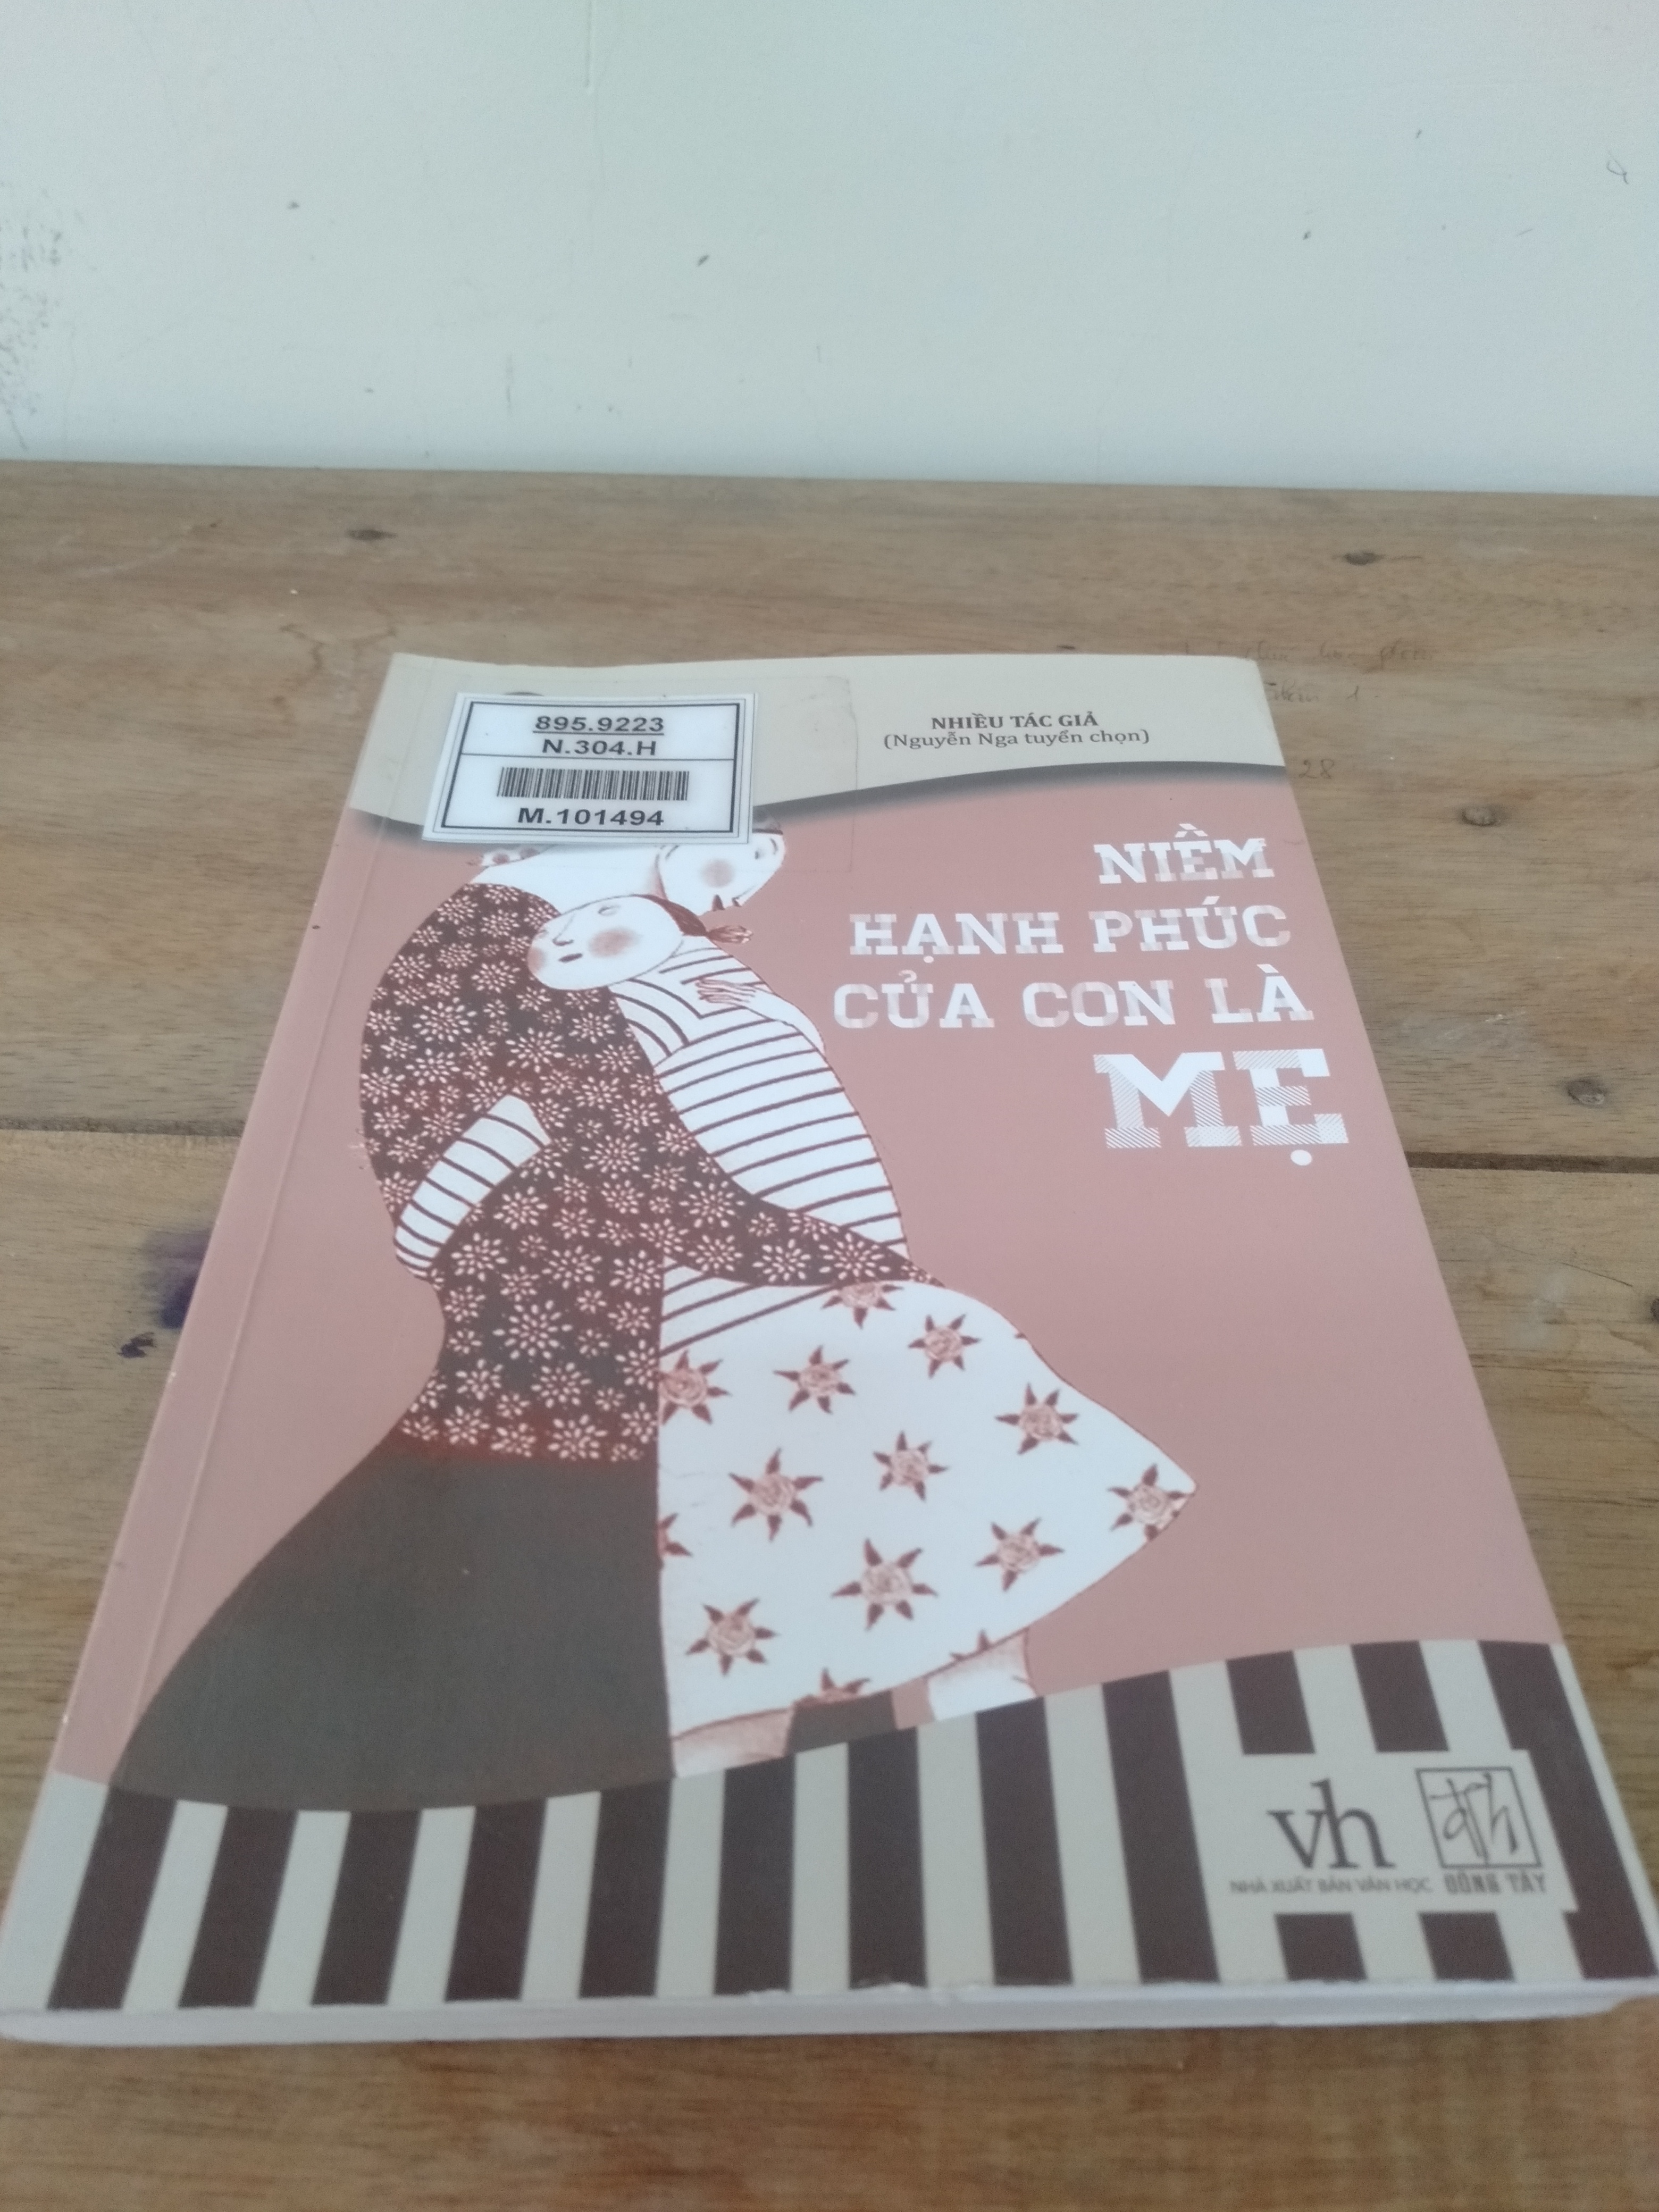 895.9223
N.304.H
M.101494
NHIỀU TÁC GIẢ
(Nguyễn Nga tuyển chọn)
NIỀM
HẠNH PHÚC
CỦA CON LÀ
MẸ
vh
NHÀ XUẤT BẢN VĂN HỌC
ĐÔNG TÂY
28